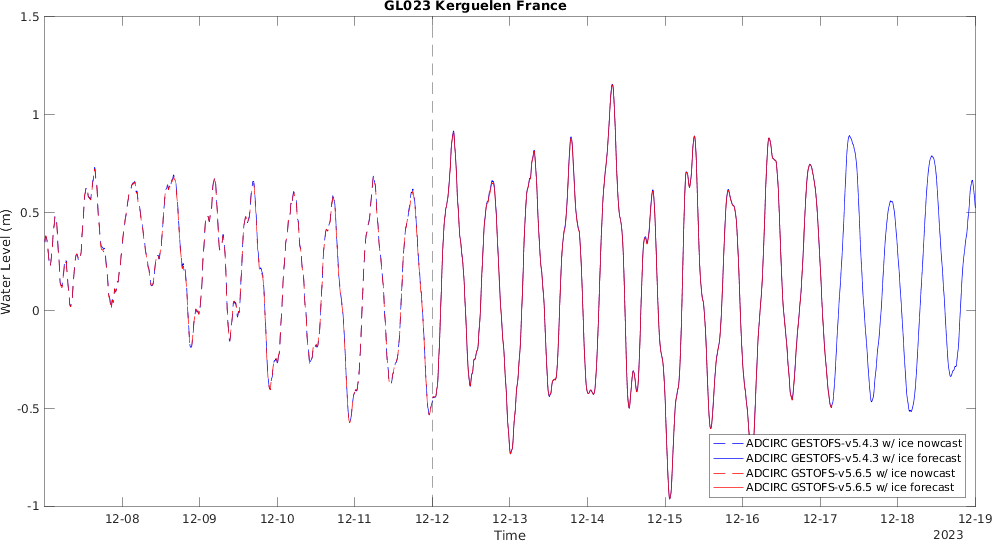 GL023 Kerguelen France
1.5
1
0.5
0
-0.5
-1
Water Level (m)
12-08
12-09
12-10
12-11
12-12
12-13
12-14
12-15
12-16
12-17
12-18
12-19
Time
2023
ADCIRC GESTOFS-v5.4.3 w/ ice nowcast
ADCIRC GESTOFS-v5.4.3 w/ ice forecast
ADCIRC GSTOFS-v5.6.5 w/ ice nowcast
ADCIRC GSTOFS-v5.6.5 w/ ice forecast